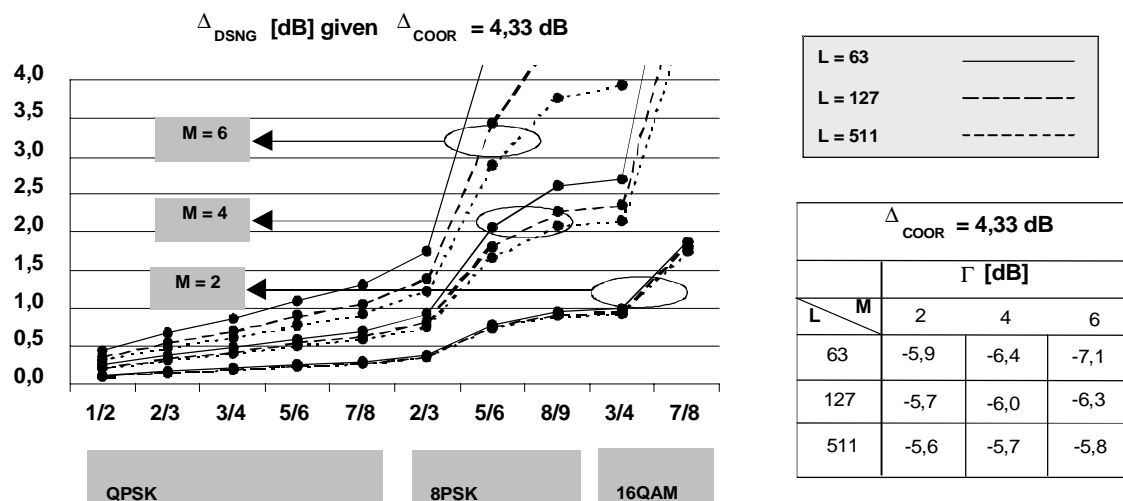 Δ DSNG [dB] given Δ COOR = 4,33 dB
4,0
3,5
3,0
2,5
2,0
1,5
1,0
0,5
0,0
M = 6
M = 4
M = 2
1/2 2/3 3/4 5/6 7/8 2/3 5/6 8/9 3/4 7/8
QPSK 8PSK 16QAM
L = 63
L = 127
L = 511
Δ COOR = 4,33 dB
Γ [dB]
L M 2 4 6
63 -5,9 -6,4 -7,1
127 -5,7 -6,0 -6,3
511 -5,6 -5,7 -5,8